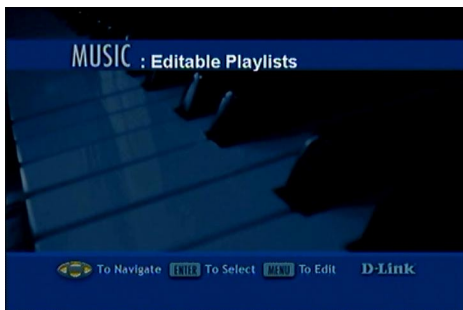 MUSIC : Editable Playlists
To Navigate ENTER To Select MENU To Edit D-Link